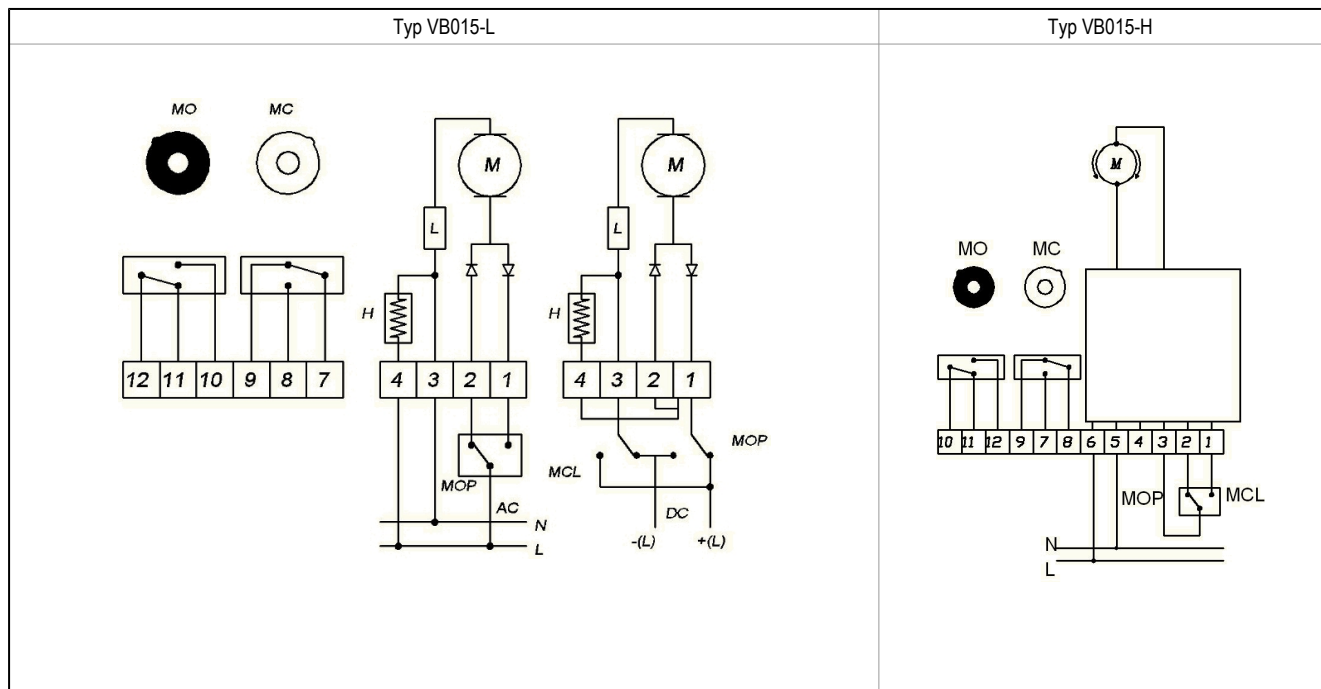 Typ VB015-L
Typ VB015-H
MO
MC
M
M
L
L
H
H
12 11 10 9 8 7
4 3 2 1
4 3 2 1
MOP
AC
N
L
MCL
MOP
DC
-(L)
+(L)
M
MO
MC
10 11 12 9 7 8 6 5 4 3 2 1
MOP
MCL
N
L